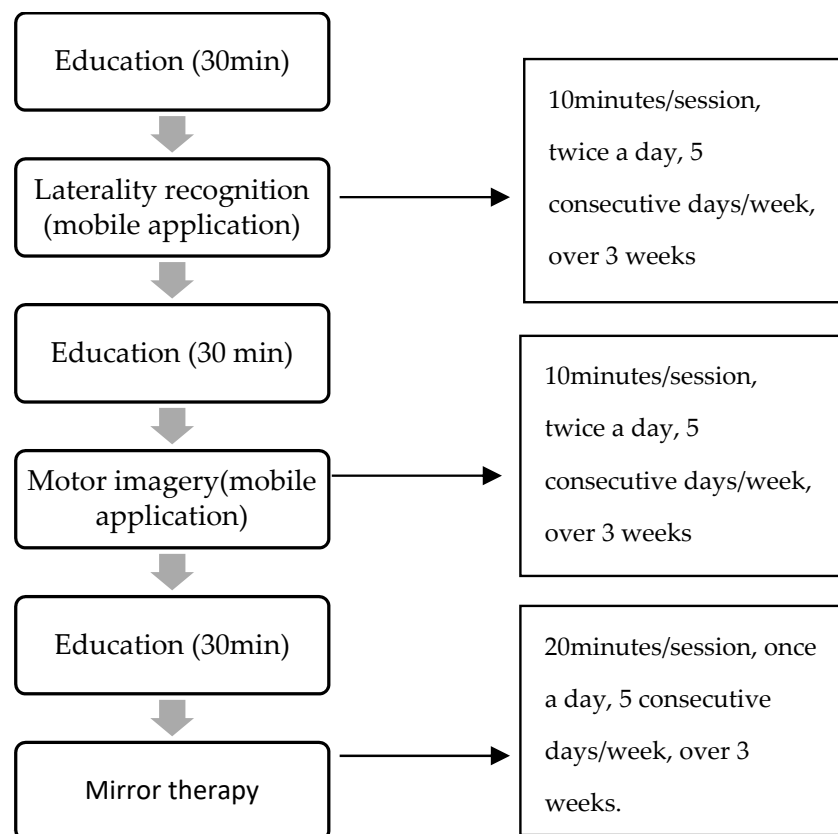 Education (30min)
10minutes/session,
twice a day, 5
consecutive days/week,
over 3 weeks
Laterality recognition
(mobile application)
Education (30 min)
10minutes/session,
twice a day, 5
consecutive days/week,
over 3 weeks
Motor imagery(mobile
application)
Education (30min)
20minutes/session, once
a day, 5 consecutive
days/week, over 3
weeks.
Mirror therapy